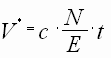 V* = c · N/E · t